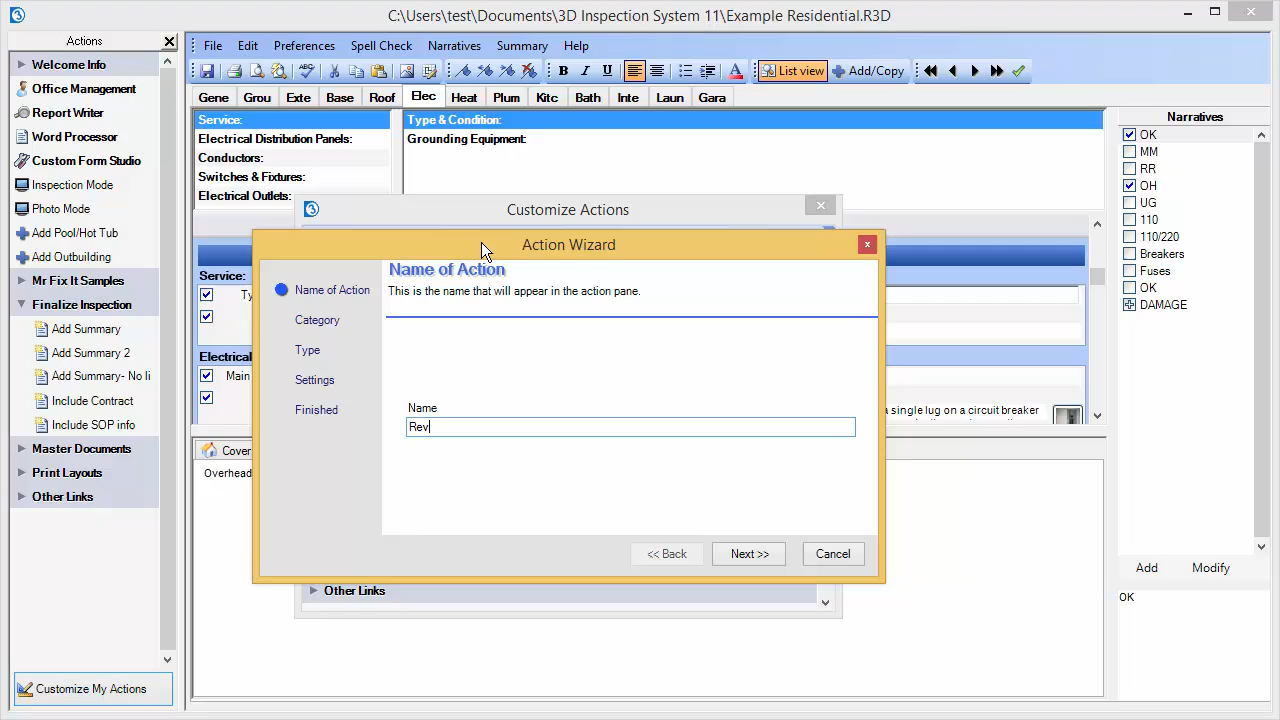 C:\Users\test\Documents\3D Inspection System 11\Example Residential.R3D
Actions
Welcome Info
Office Management
Report Writer
Word Processor
Custom Form Studio
Inspection Mode
Photo Mode
Add Pool/Hot Tub
Add Outbuilding
Mr Fix It Samples
Finalize Inspection
Add Summary
Add Summary 2
Add Summary- No li
Include Contract
Include SOP info
Master Documents
Print Layouts
Other Links
Customize My Actions
File Edit Preferences Spell Check Narratives Summary Help
B I U A List view Add/Copy
Gene Grou Exte Base Roof Elec Heat Plum Kitc Bath Inte Laun Gara
Service:
Electrical Distribution Panels:
Conductors:
Switches & Fixtures:
Electrical Outlets:
Type & Condition:
Grounding Equipment:
Customize Actions
Service:
Ty
Electrical
Main
a single lug on a circuit breaker
Cover
Overhead
Action Wizard
Name of Action
Category
Type
Settings
Finished
Name of Action
This is the name that will appear in the action pane.
Name
Rev
<< Back Next >> Cancel
Other Links
Narratives
OK
MM
RR
OH
UG
110
110/220
Breakers
Fuses
OK
DAMAGE
Add Modify
OK